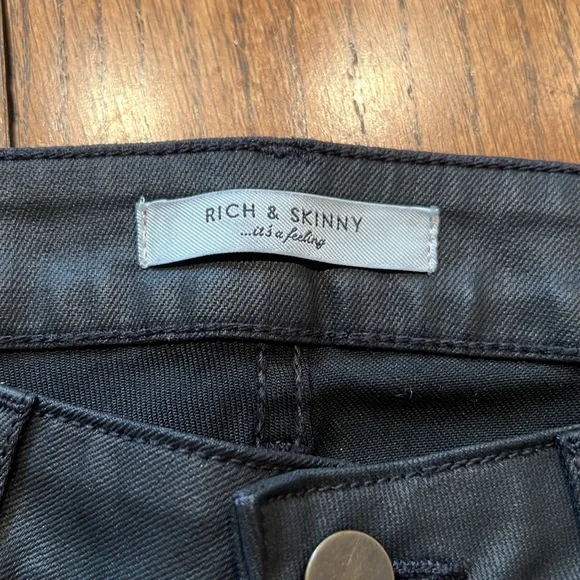 RICH & SKINNY
...it's a feeling